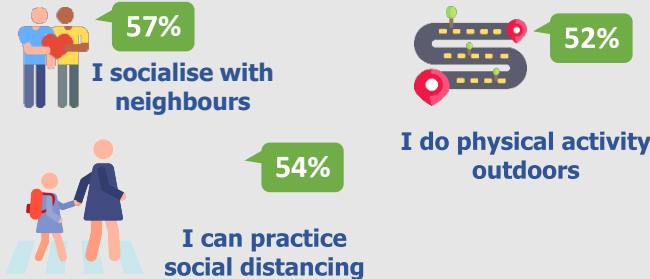 57%
I socialise with
neighbours
52%
I do physical activity
outdoors
54%
I can practice
social distancing